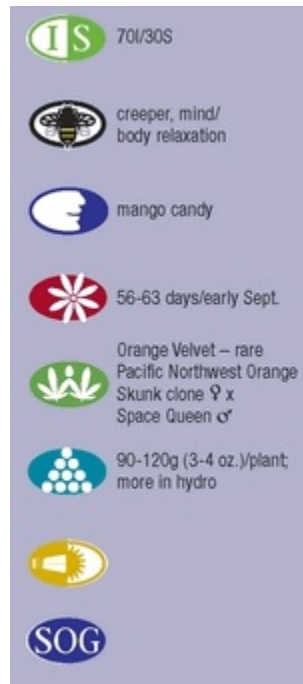 I S 70I/30S
creeper, mind/
body relaxation
mango candy
56-63 days/early Sept.
Orange Velvet – rare
Pacific Northwest Orange
Skunk clone ♀ x
Space Queen ♂
90-120g (3-4 oz.)/plant;
more in hydro
SOG